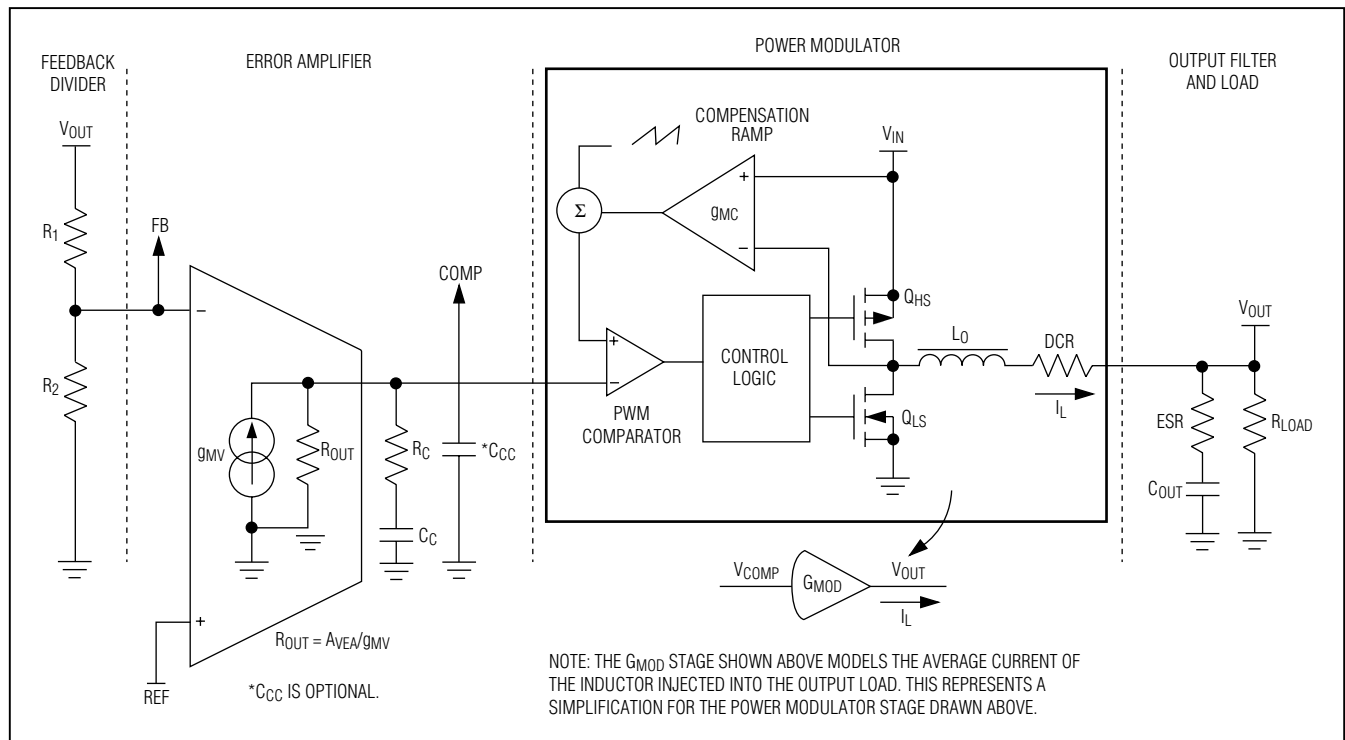 FEEDBACK
DIVIDER
ERROR AMPLIFIER
POWER MODULATOR
OUTPUT FILTER
AND LOAD
VOUT
R1
R2
FB
gMV
ROUT
−
+
REF
ROUT = AVEA/gMV
*CCC IS OPTIONAL.
RC
CC
COMP
*CCC
COMPENSATION
RAMP
Σ
gMC
+
−
VIN
+
−
PWM
COMPARATOR
CONTROL
LOGIC
QHS
QLS
LO
DCR
IL
VOUT
ESR
COUT
RLOAD
VCOMP
GMOD
VOUT
IL
NOTE: THE GMOD STAGE SHOWN ABOVE MODELS THE AVERAGE CURRENT OF
THE INDUCTOR INJECTED INTO THE OUTPUT LOAD. THIS REPRESENTS A
SIMPLIFICATION FOR THE POWER MODULATOR STAGE DRAWN ABOVE.